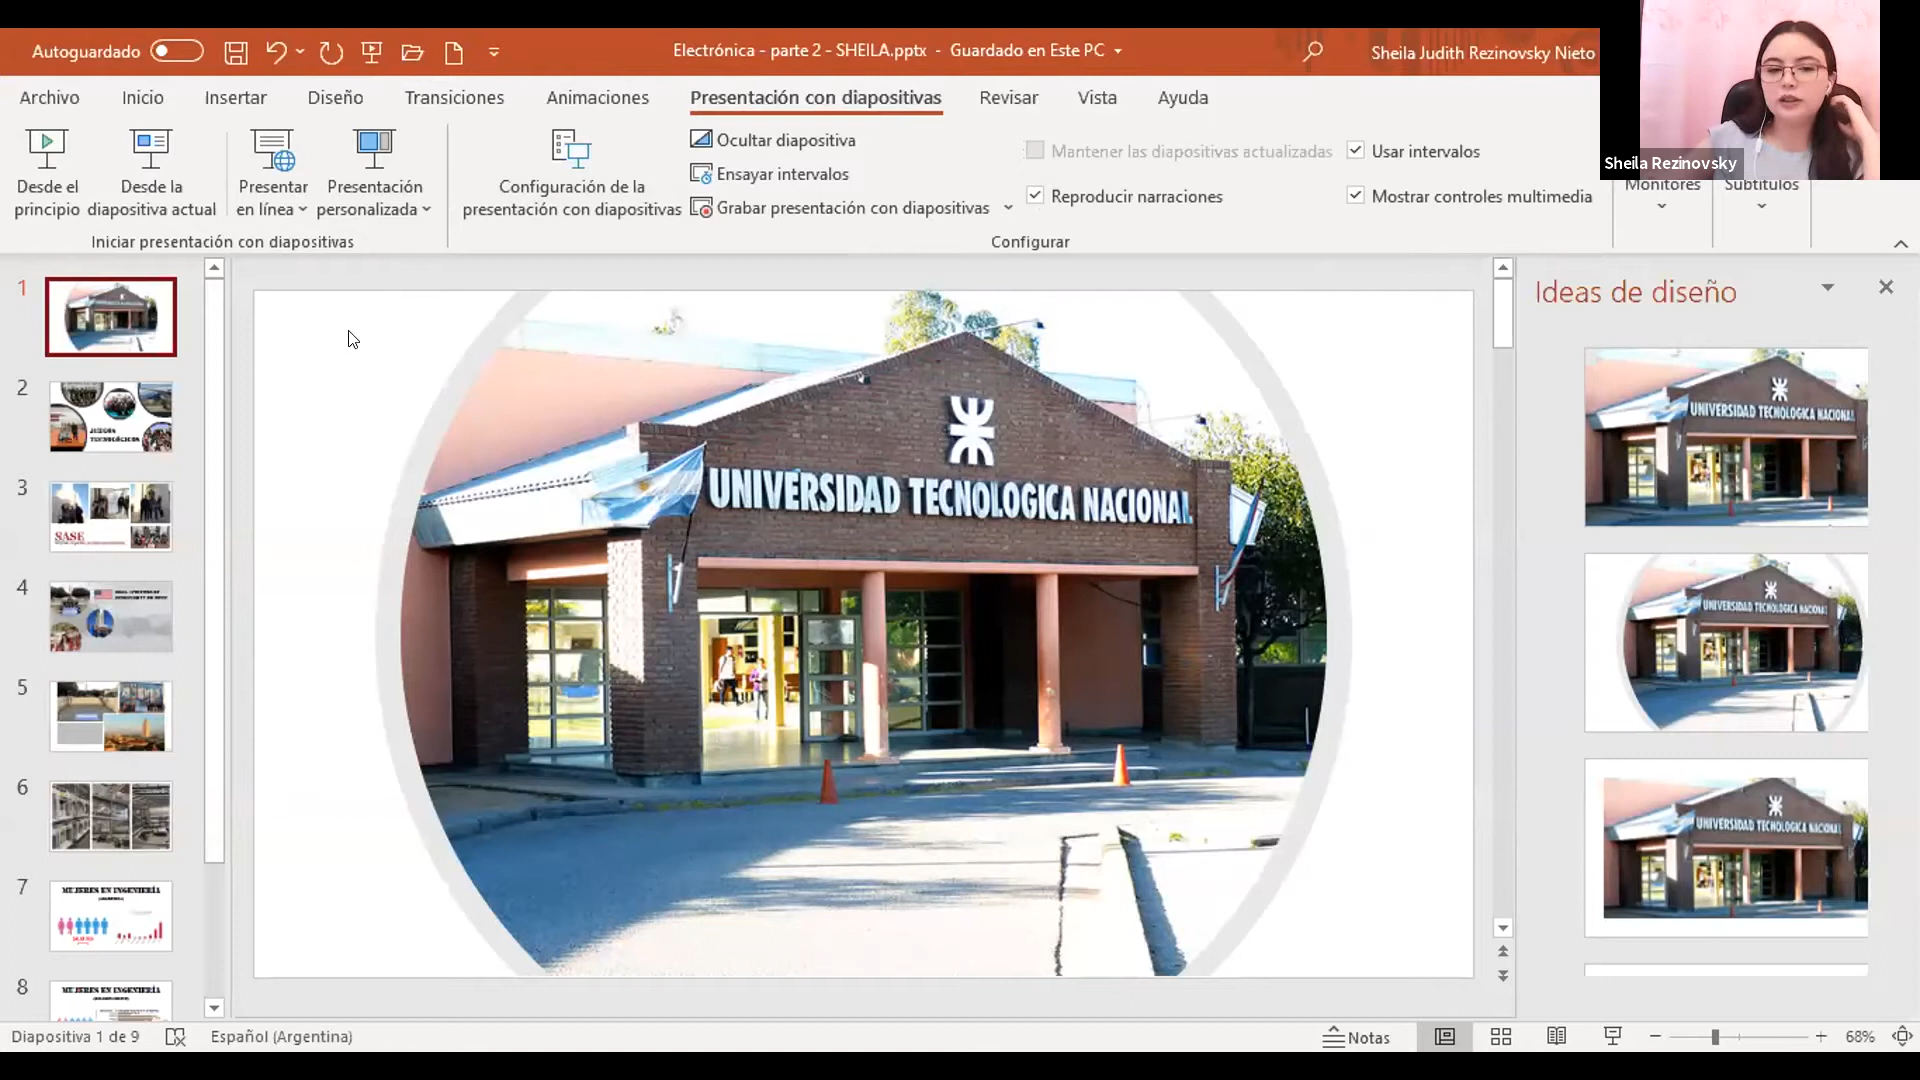 Autoguardado
Electrónica - parte 2 - SHEILA.pptx - Guardado en Este PC
Sheila Judith Rezinovsky Nieto
Archivo Inicio Insertar Diseño Transiciones Animaciones Presentación con diapositivas Revisar Vista Ayuda
Desde el principio
Desde la diapositiva actual
Presentar en línea
Presentación personalizada
Iniciar presentación con diapositivas
Configuración de la presentación con diapositivas
Ocultar diapositiva
Ensayar intervalos
Grabar presentación con diapositivas
Mantener las diapositivas actualizadas
Reproducir narraciones
Usar intervalos
Mostrar controles multimedia
Configurar
Monitores
Subtítulos
Sheila Rezinovsky
1
2
JUEGOS
TECNOLÓGICOS
3
SASE
4
5
6
7
MUJERES EN INGENIERÍA
8
MUJERES EN INGENIERÍA
UNIVERSIDAD TECNOLOGICA NACIONAL
Ideas de diseño
UNIVERSIDAD TECNOLOGICA NACIONAL
UNIVERSIDAD TECNOLOGICA NACIONAL
UNIVERSIDAD TECNOLOGICA NACIONAL
Diapositiva 1 de 9
Español (Argentina)
Notas
68%